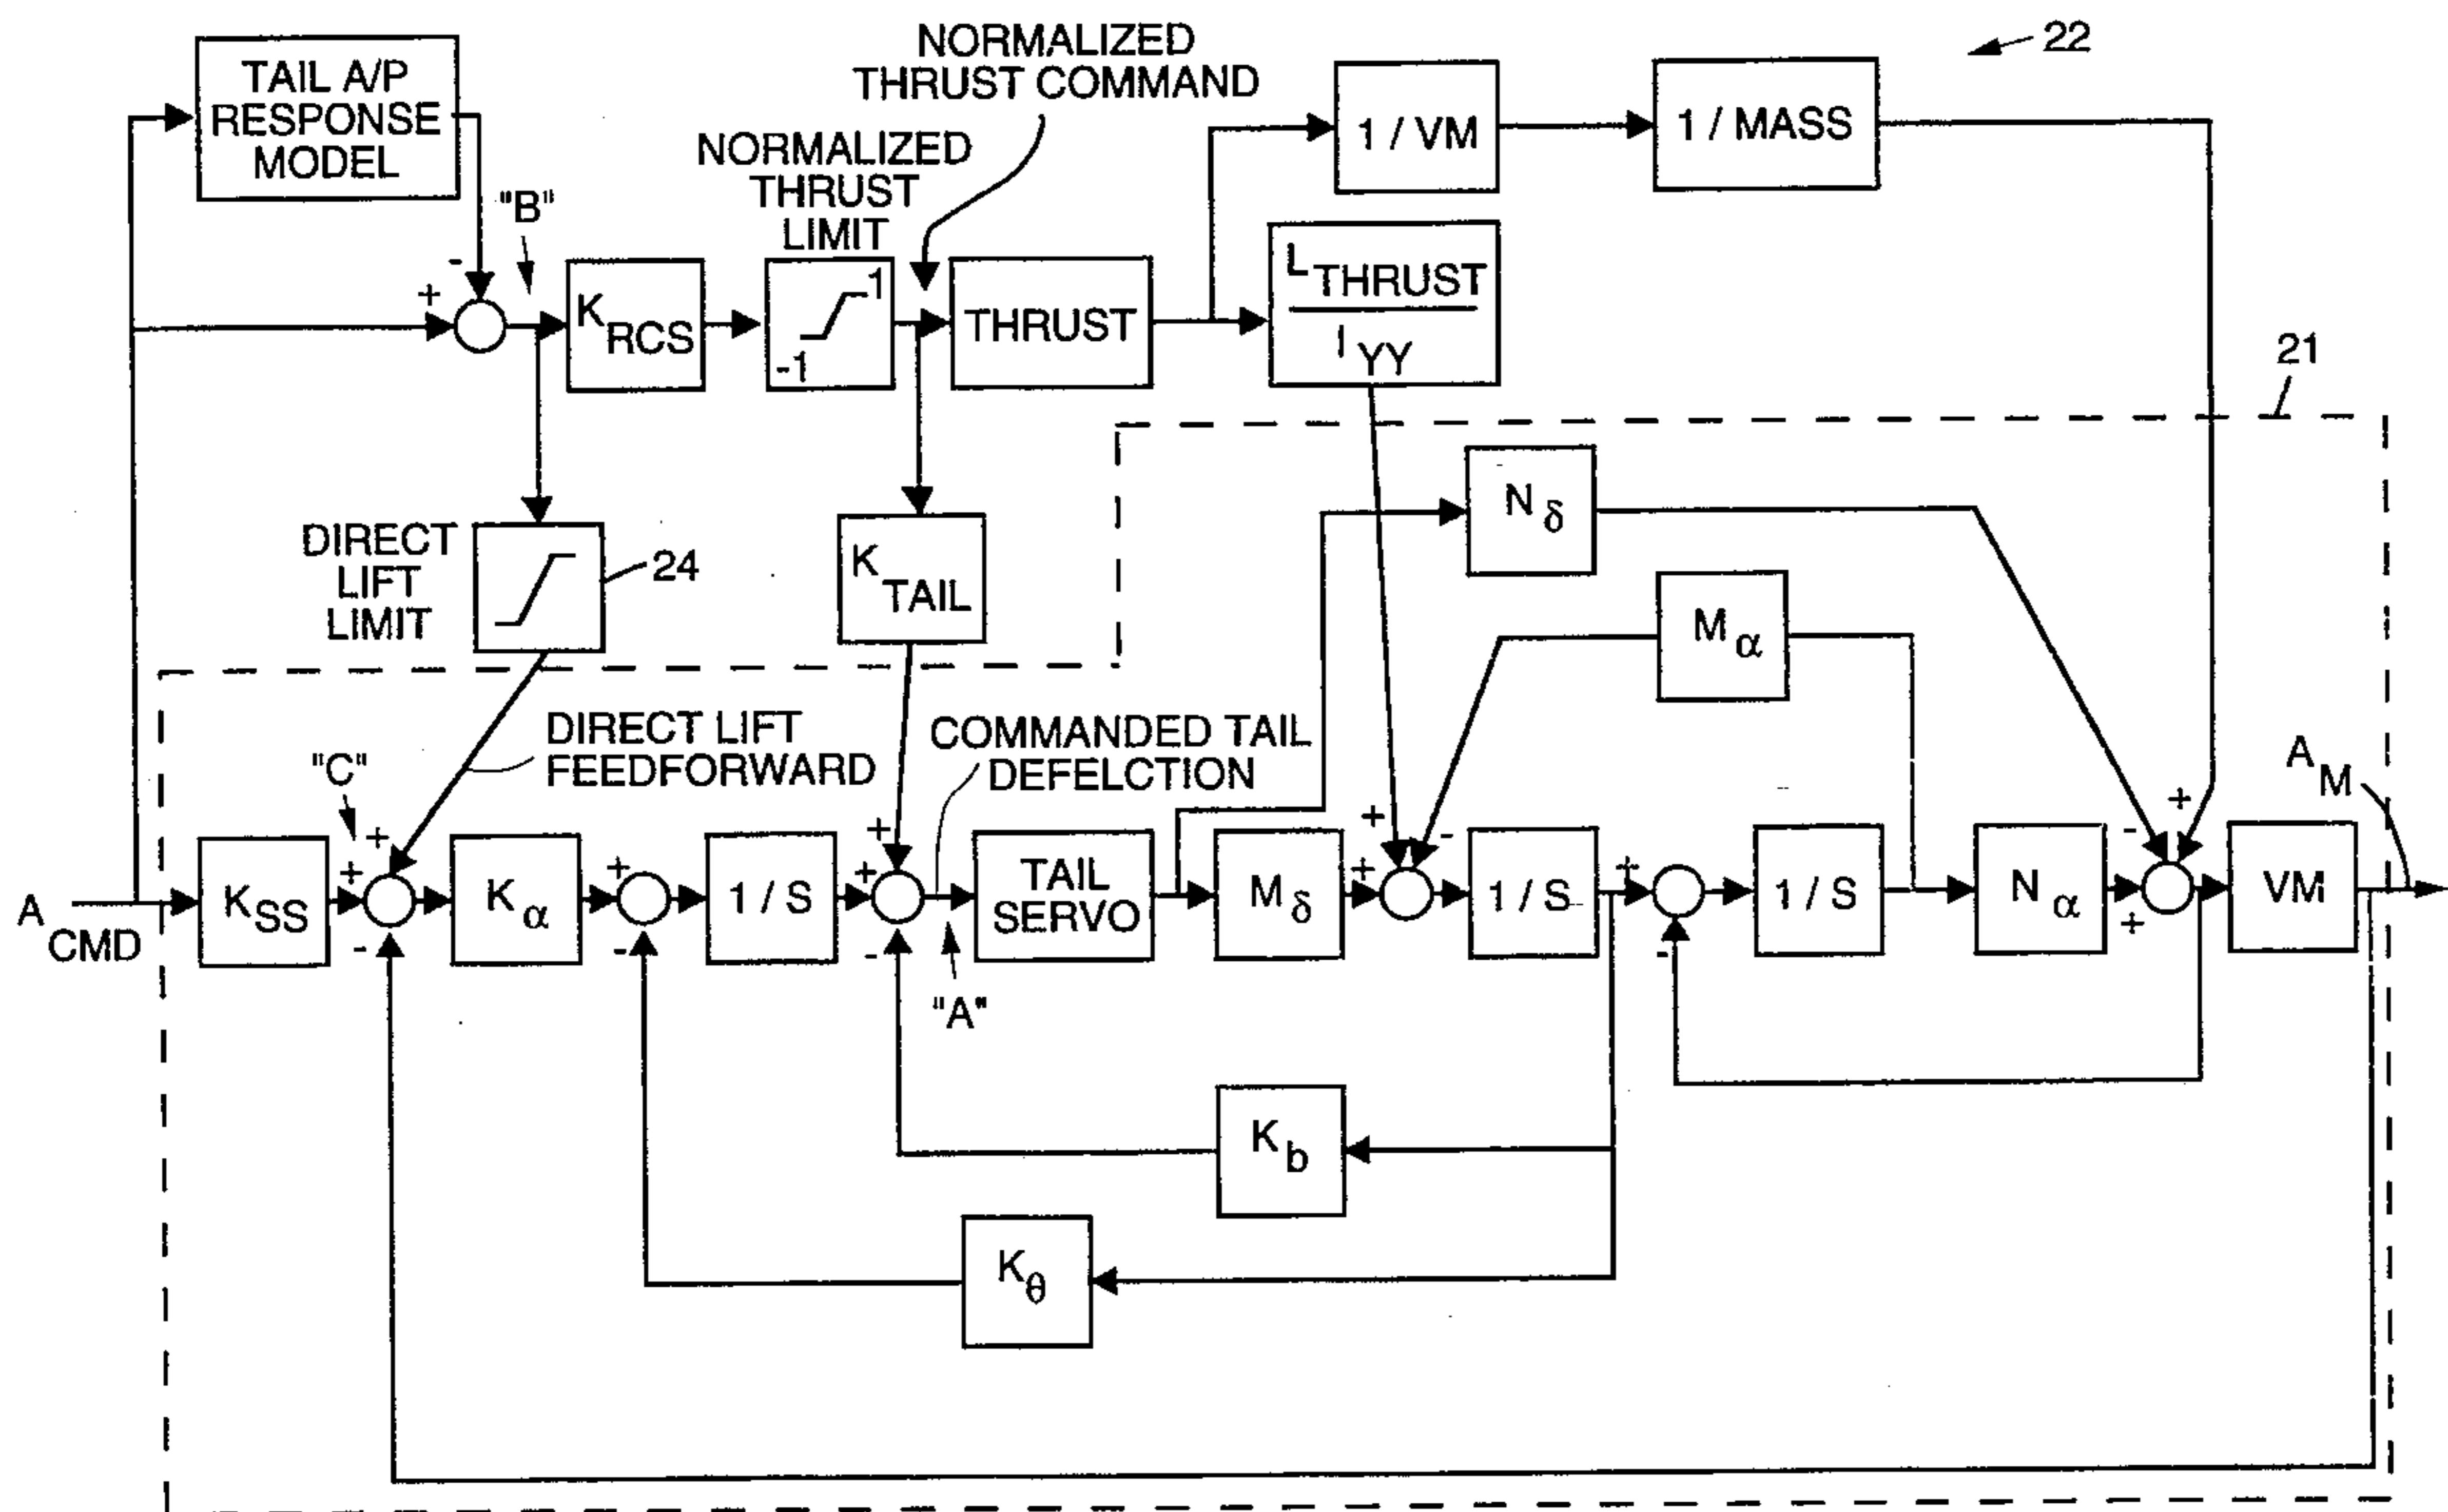 22
TAIL A/P
RESPONSE
MODEL
NORMALIZED
THRUST COMMAND
NORMALIZED
THRUST
LIMIT
1 / VM
1 / MASS
"B"
-
+
K RCS
1
-1
THRUST
L THRUST
I YY
21
DIRECT
LIFT
LIMIT
24
K TAIL
N δ
M α
DIRECT LIFT
FEEDFORWARD
COMMANDED TAIL
DEFELCTION
"C"
A M
+
+
-
+
-
+
+
-
+
+
-
+
-
-
+
+
A CMD
K SS
K α
1 / S
TAIL
SERVO
M δ
1 / S
1 / S
N α
VM
"A"
K b
K θ